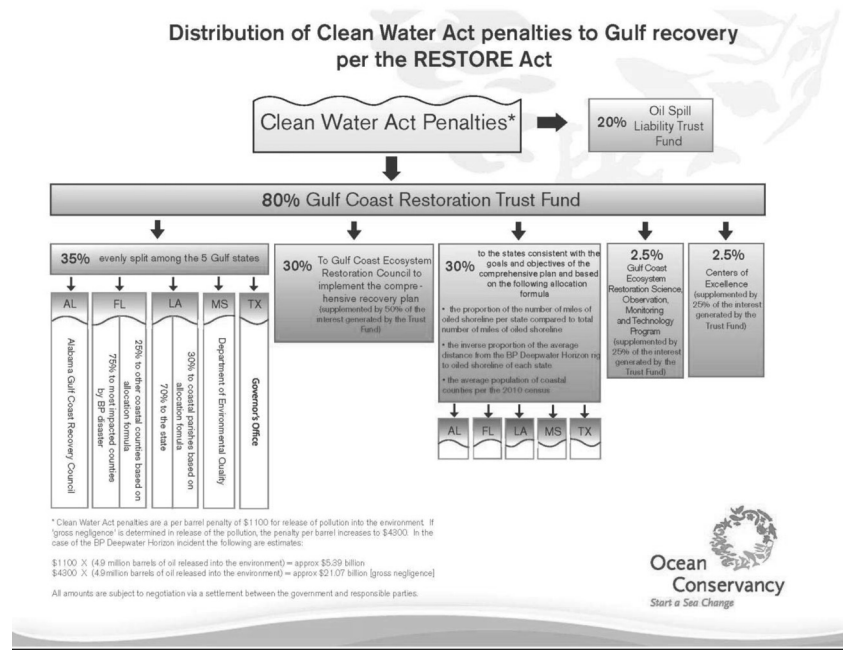 Distribution of Clean Water Act penalties to Gulf recovery
per the RESTORE Act
Clean Water Act Penalties*
20% Oil Spill
Liability Trust
Fund
80% Gulf Coast Restoration Trust Fund
35% evenly split among the 5 Gulf states
AL
FL
LA
MS
TX
Alabama Gulf Coast Recovery Council
25% to other coastal counties based on
allocation formula
75% to most impacted counties
by BP disaster
30% to coastal parishes based on
allocation fomula
70% to the state
Department of Environmental Quality
Governor's Office
30% To Gulf Coast Ecosystem
Restoration Council to
implement the compre-
hensive recovery plan
(supplemented by 50% of the
interest generated by the Trust
Fund)
30% to the states consistent with the
goals and objectives of the
comprehensive plan and based
on the following allocation
formula
• the proportion of the number of miles of
oiled shoreline per state compared to total
number of miles of oiled shoreline
• the inverse proportion of the average
distance from the BP Deepwater Horizon rig
to oiled shoreline of each state
• the average population of coastal
counties per the 2010 census
AL
FL
LA
MS
TX
2.5%
Gulf Coast
Ecosystem
Restoration Science,
Observation,
Monitoring
and Technology
Program
(supplemented by
25% of the interest
generated by the
Trust Fund)
2.5%
Centers of
Excellence
(supplemented by
25% of the interest
generated by the
Trust Fund)
* Clean Water Act penalties are a per barrel penalty of $1100 for release of pollution into the environment. If
'gross negligence' is determined in release of the pollution, the penalty per barrel increases to $4300. In the
case of the BP Deepwater Horizon incident the following are estimates:
$1100 X (4.9 million barrels of oil released into the environment) = approx $5.39 billion
$4300 X (4.9million barrels of oil released into the environment) = approx $21.07 billion [gross negligence]
All amounts are subject to negotiation via a settlement between the government and responsible parties.
Ocean
Conservancy
Start a Sea Change